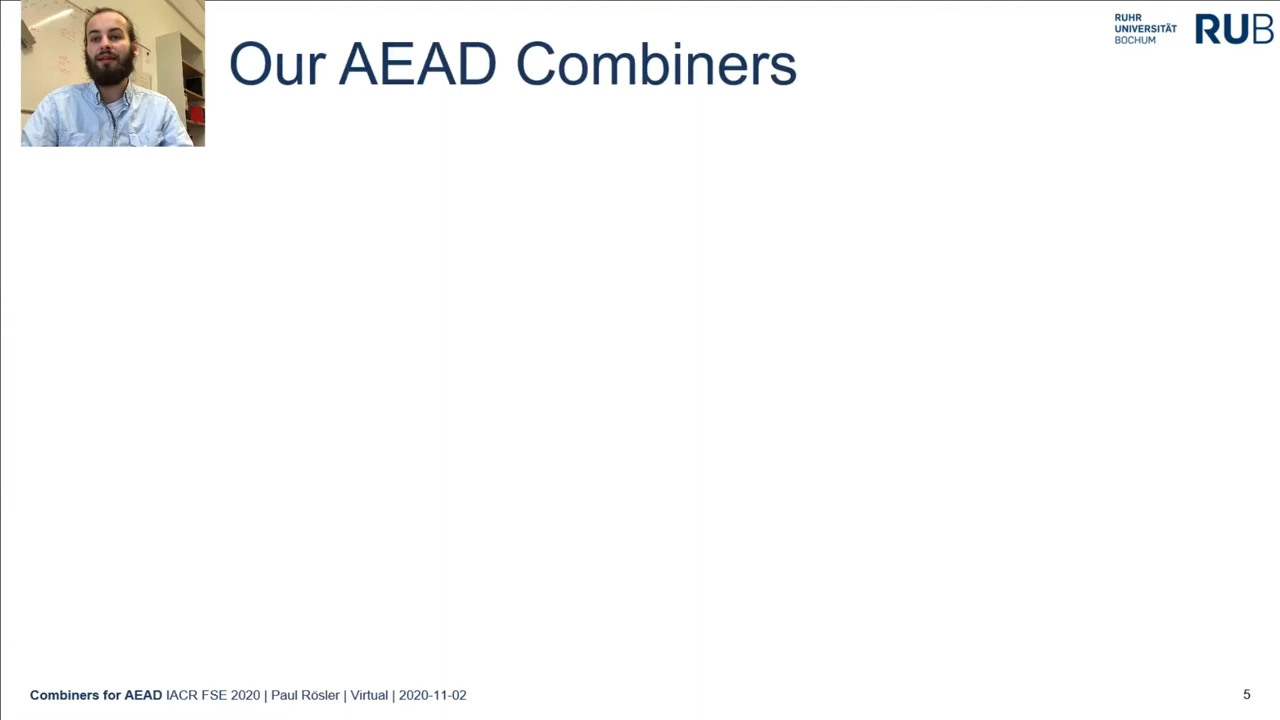 Our AEAD Combiners
RUHR
UNIVERSITÄT
BOCHUM
RUB
Combiners for AEAD IACR FSE 2020 | Paul Rösler | Virtual | 2020-11-02
5